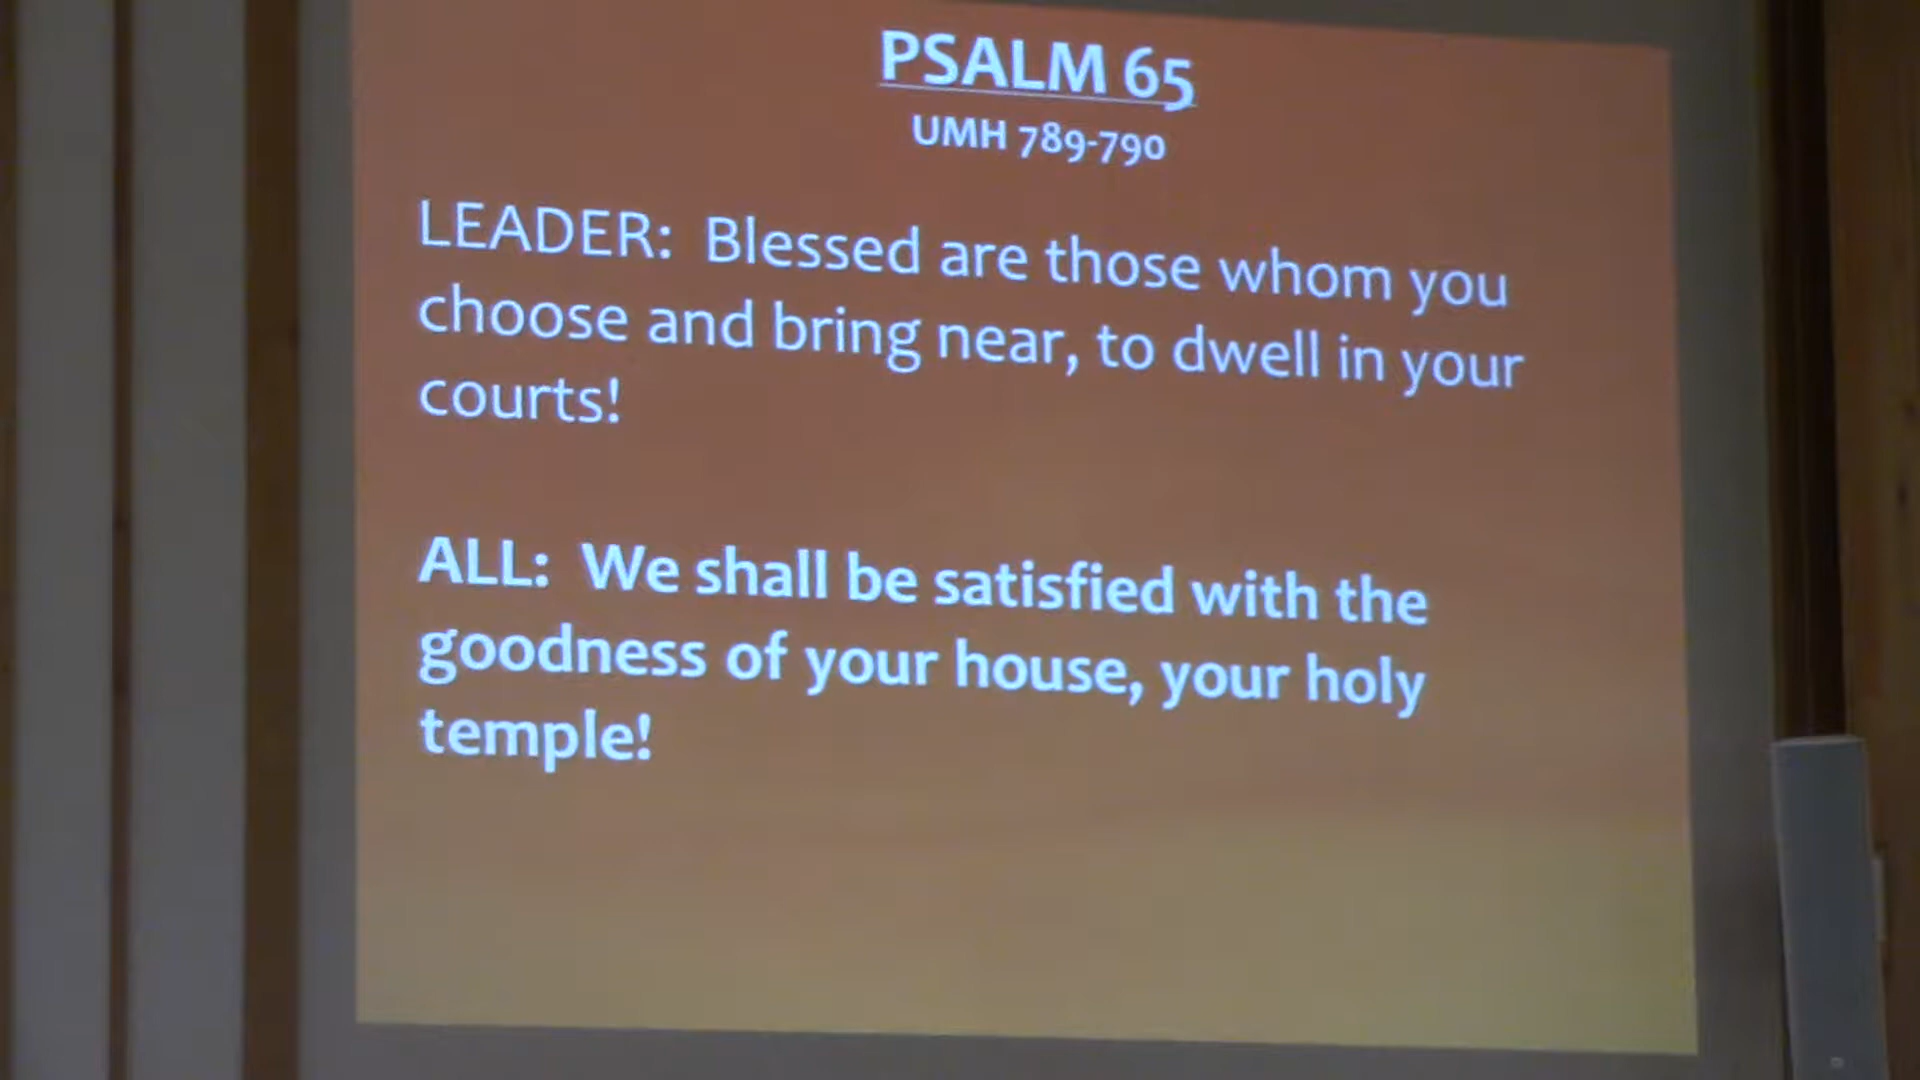 PSALM 65
UMH 789-790
LEADER: Blessed are those whom you
choose and bring near, to dwell in your
courts!
ALL: We shall be satisfied with the
goodness of your house, your holy
temple!